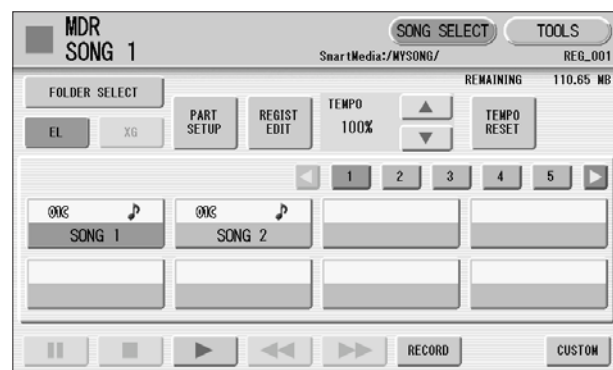 MDR
SONG 1
SONG SELECT
TOOLS
SmartMedia:/MYSONG/
REG_001
REMAINING 110.65 MB
FOLDER SELECT
EL
XG
PART
SETUP
REGIST
EDIT
TEMPO
100%
TEMPO
RESET
1 2 3 4 5
SONG 1
SONG 2
RECORD
CUSTOM